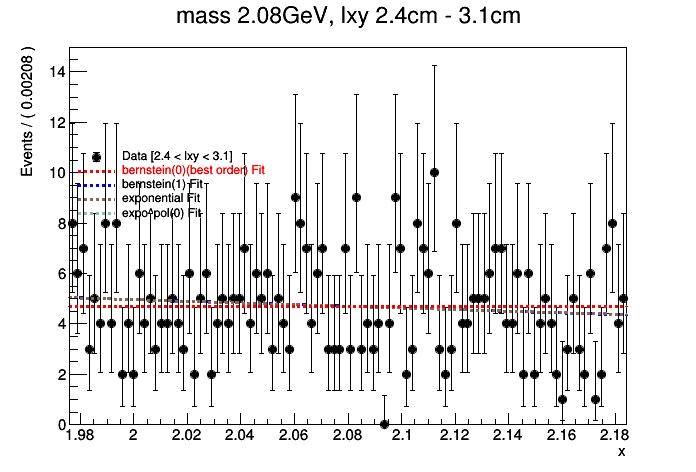 mass 2.08GeV, lxy 2.4cm - 3.1cm
Events / ( 0.00208 )
14
12
10
8
6
4
2
0
Data [2.4 < lxy < 3.1]
bernstein(0)(best order) Fit
bernstein(1) Fit
exponential Fit
expo*pol(0) Fit
1.98 2 2.02 2.04 2.06 2.08 2.1 2.12 2.14 2.16 2.18
x